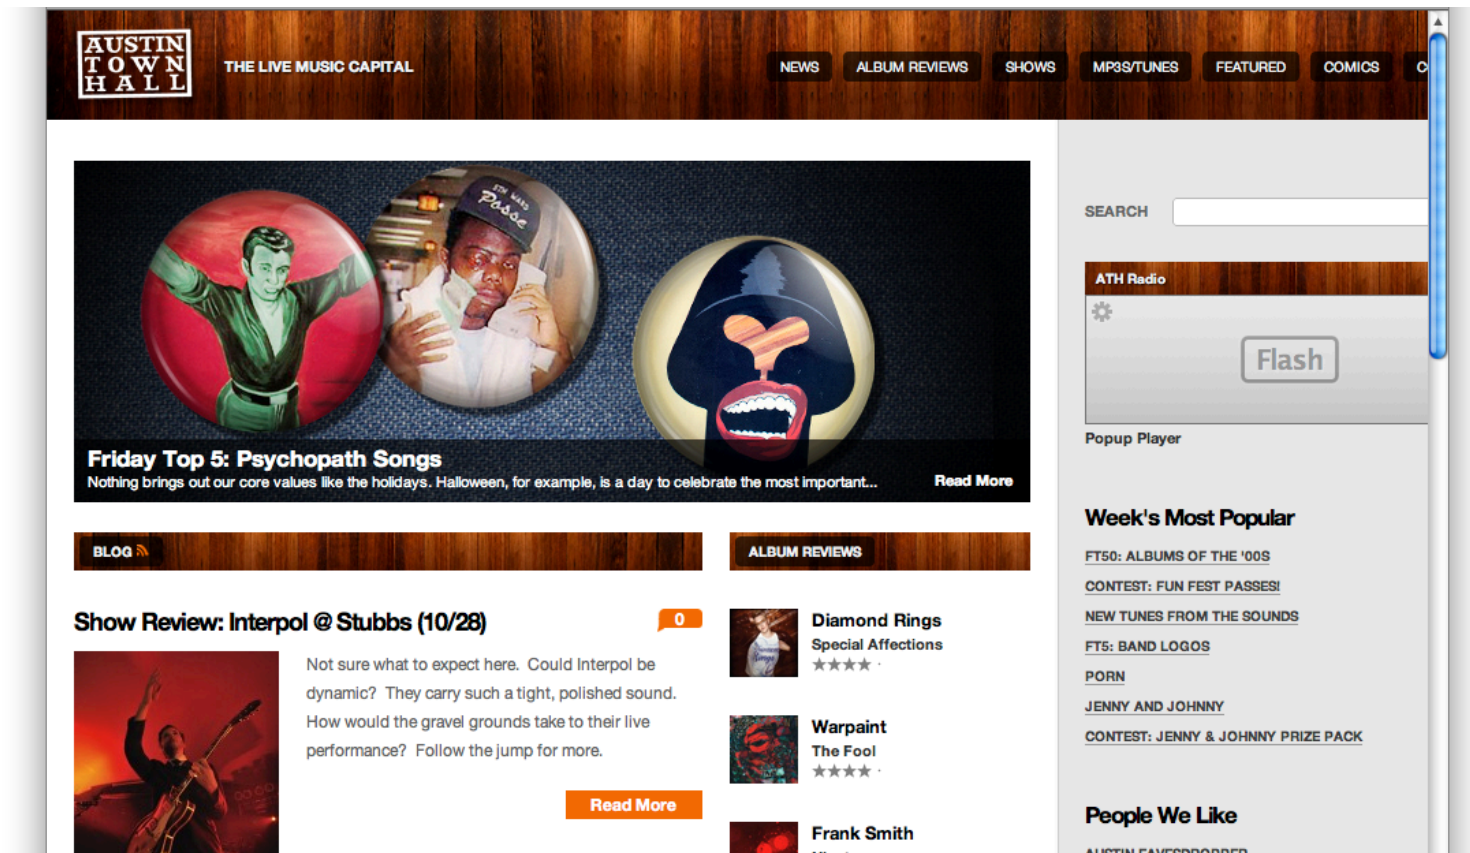 AUSTIN
TOWN
HALL
THE LIVE MUSIC CAPITAL
NEWS
ALBUM REVIEWS
SHOWS
MP3S/TUNES
FEATURED
COMICS
5TH WARD
Posse
Friday Top 5: Psychopath Songs
Nothing brings out our core values like the holidays. Halloween, for example, is a day to celebrate the most important...
Read More
SEARCH
ATH Radio
Flash
Popup Player
BLOG
Show Review: Interpol @ Stubbs (10/28)
0
Not sure what to expect here. Could Interpol be
dynamic? They carry such a tight, polished sound.
How would the gravel grounds take to their live
performance? Follow the jump for more.
Read More
ALBUM REVIEWS
Diamond Rings
Special Affections
Warpaint
The Fool
Frank Smith
Week's Most Popular
FT50: ALBUMS OF THE '00S
CONTEST: FUN FEST PASSES!
NEW TUNES FROM THE SOUNDS
FT5: BAND LOGOS
PORN
JENNY AND JOHNNY
CONTEST: JENNY & JOHNNY PRIZE PACK
People We Like
AUSTIN EAVESDROPPER